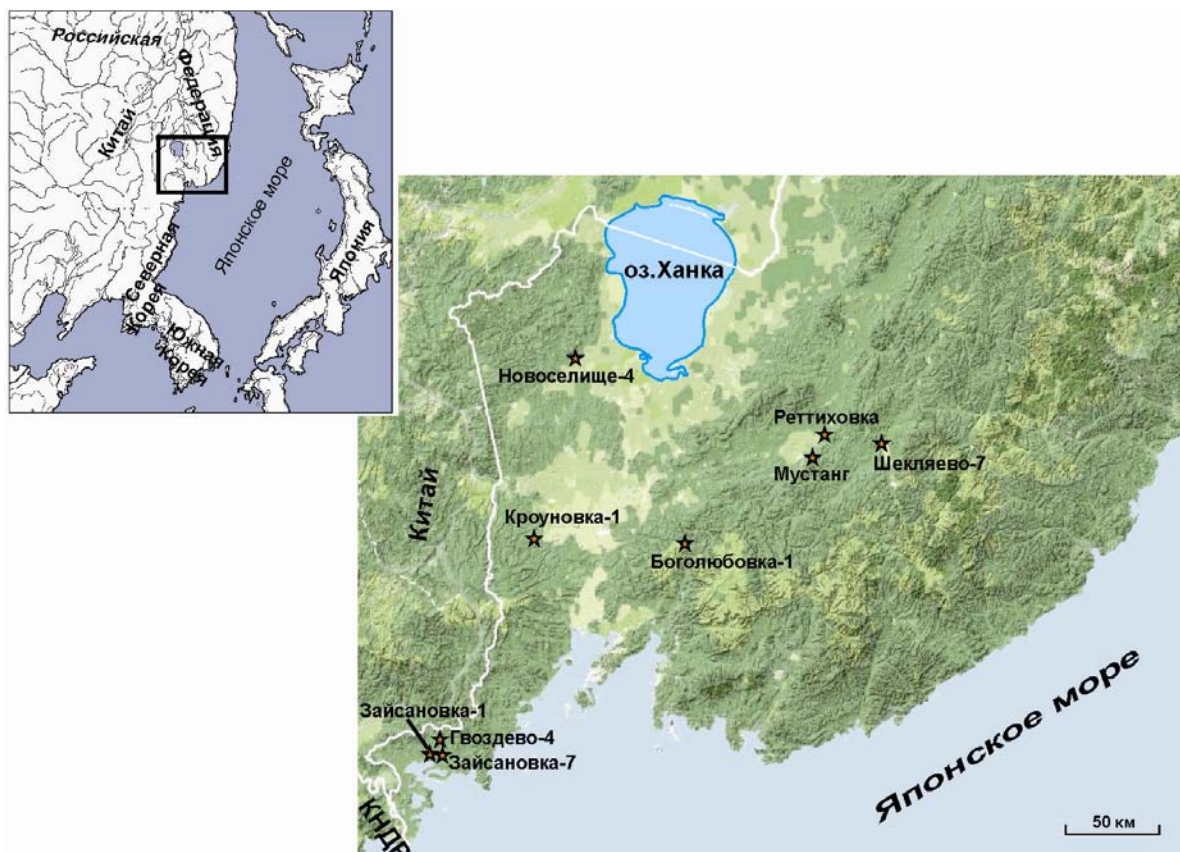 Российская
Федерация
Китай
Японское море
Северная
Корея
Южная
Корея
Япония
оз.Ханка
Новоселище-4
Реттиховка
Мустанг
Шекляево-7
Китай
Кроуновка-1
Боголюбовка-1
Зайсановка-1
Гвоздево-4
Зайсановка-7
КНДР
Японское море
50 км